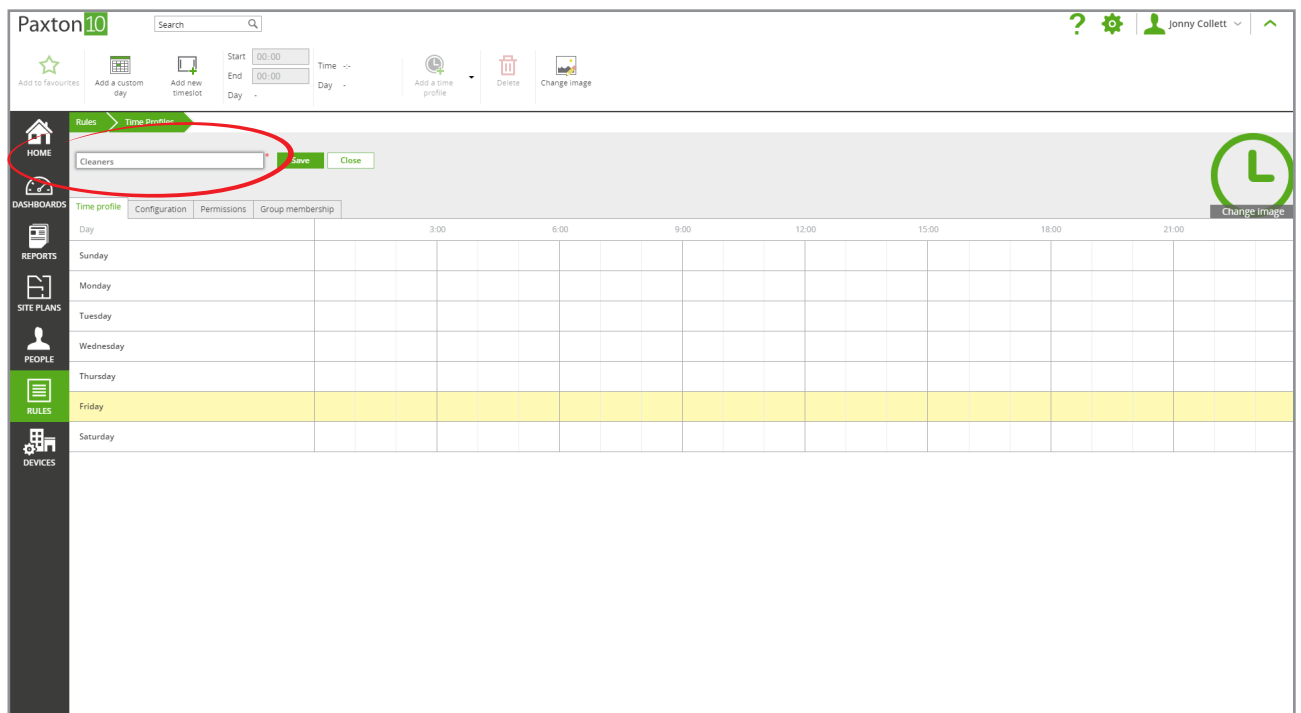 Paxton 10
Search
? Jonny Collett
Add to favourites
Add a custom day
Add new timeslot
Start 00:00
End 00:00
Day -
Time -:-
Day -
Add a time profile
Delete
Change image
Rules
Time Profiles
Cleaners *
Save
Close
Change image
HOME
DASHBOARDS
REPORTS
SITE PLANS
PEOPLE
RULES
DEVICES
Time profile
Configuration
Permissions
Group membership
Day 3:00 6:00 9:00 12:00 15:00 18:00 21:00
Sunday
Monday
Tuesday
Wednesday
Thursday
Friday
Saturday